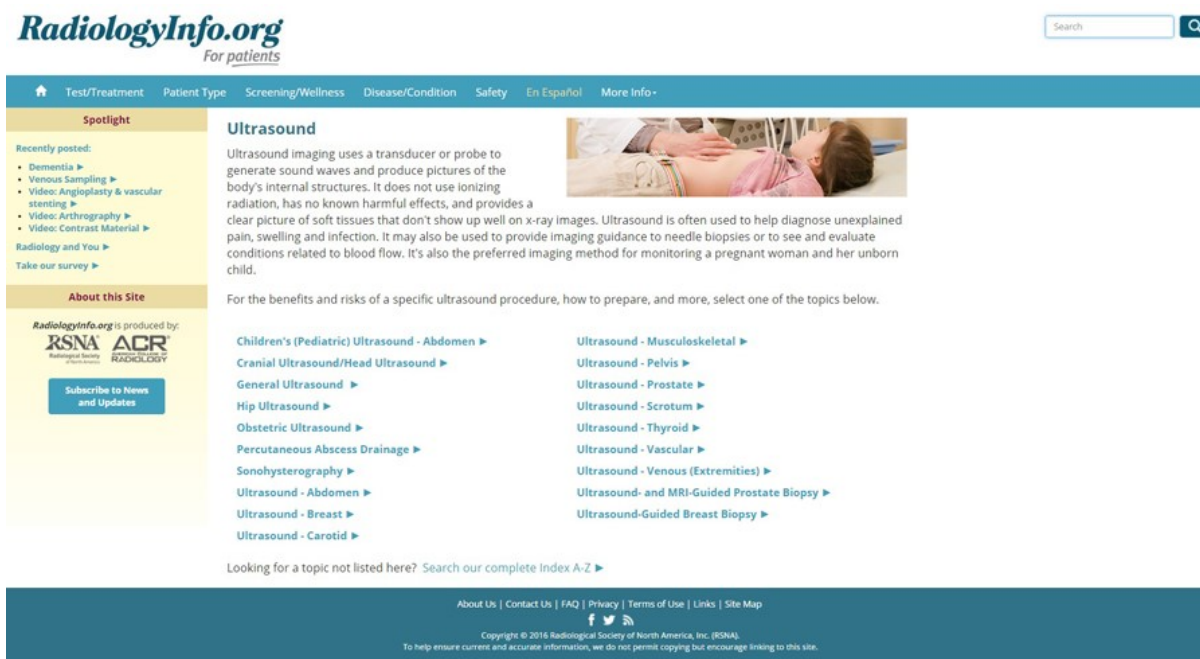 RadiologyInfo.org
For patients
Search
Test/Treatment Patient Type Screening/Wellness Disease/Condition Safety En Español More Info
Spotlight
Recently posted:
• Dementia ►
• Venous Sampling ►
• Video: Angioplasty & vascular
stenting ►
• Video: Arthrography ►
• Video: Contrast Material ►
Radiology and You ►
Take our survey ►
About this Site
RadiologyInfo.org is produced by:
RSNA ACR
Radiological Society of North America
AMERICAN COLLEGE OF RADIOLOGY
Subscribe to News
and Updates
Ultrasound
Ultrasound imaging uses a transducer or probe to
generate sound waves and produce pictures of the
body's internal structures. It does not use ionizing
radiation, has no known harmful effects, and provides a
clear picture of soft tissues that don't show up well on x-ray images. Ultrasound is often used to help diagnose unexplained
pain, swelling and infection. It may also be used to provide imaging guidance to needle biopsies or to see and evaluate
conditions related to blood flow. It's also the preferred imaging method for monitoring a pregnant woman and her unborn
child.
For the benefits and risks of a specific ultrasound procedure, how to prepare, and more, select one of the topics below.
Children's (Pediatric) Ultrasound - Abdomen ►
Cranial Ultrasound/Head Ultrasound ►
General Ultrasound ►
Hip Ultrasound ►
Obstetric Ultrasound ►
Percutaneous Abscess Drainage ►
Sonohysterography ►
Ultrasound - Abdomen ►
Ultrasound - Breast ►
Ultrasound - Carotid ►
Ultrasound - Musculoskeletal ►
Ultrasound - Pelvis ►
Ultrasound - Prostate ►
Ultrasound - Scrotum ►
Ultrasound - Thyroid ►
Ultrasound - Vascular ►
Ultrasound - Venous (Extremities) ►
Ultrasound- and MRI-Guided Prostate Biopsy ►
Ultrasound-Guided Breast Biopsy ►
Looking for a topic not listed here? Search our complete Index A-Z ►
About Us | Contact Us | FAQ | Privacy | Terms of Use | Links | Site Map
Copyright © 2016 Radiological Society of North America, Inc. (RSNA).
To help ensure current and accurate information, we do not permit copying but encourage linking to this site.